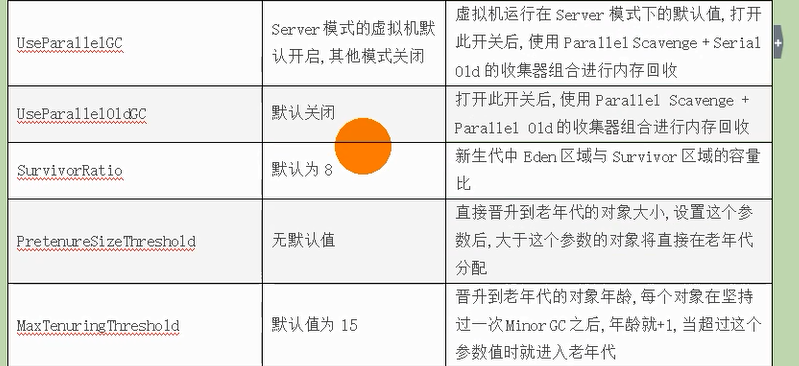 UseParallelGC
Server 模式的虚拟机默
认开启,其他模式关闭
虚拟机运行在 Server 模式下的默认值,打开
此开关后,使用 Parallel Scavenge + Serial
Old 的收集器组合进行内存回收
UseParallelOldGC
默认关闭
打开此开关后,使用 Parallel Scavenge +
Parallel Old 的收集器组合进行内存回收
SurvivorRatio
默认为 8
新生代中 Eden 区域与 Survivor 区域的容量
比
PretenureSizeThreshold
无默认值
直接晋升到老年代的对象大小,设置这个参
数后,大于这个参数的对象将直接在老年代
分配
MaxTenuringThreshold
默认值为 15
晋升到老年代的对象年龄,每个对象在坚持
过一次 Minor GC 之后,年龄就+1,当超过这个
参数值时就进入老年代